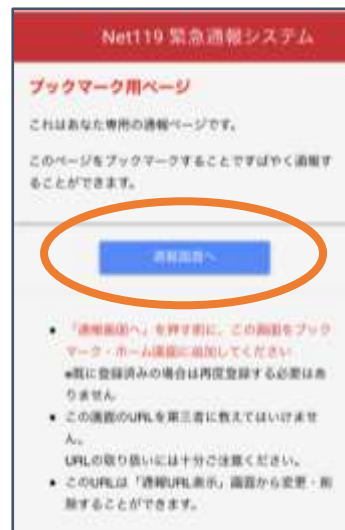 Net119 緊急通報システム
ブックマーク用ページ
これはあなた専用の通報ページです。
このページをブックマークすることですばやく通報す
ることができます。
通報画面へ
「通報画面へ」を押す前に、この画面をブック
マーク・ホーム画面に追加してください
※既に登録済みの場合は再度登録する必要はあ
りません
この画面のURLを第三者に教えてはいけませ
ん。
URLの取り扱いには十分ご注意ください。
このURLは「通報URL表示」画面から変更・削
除することができます。